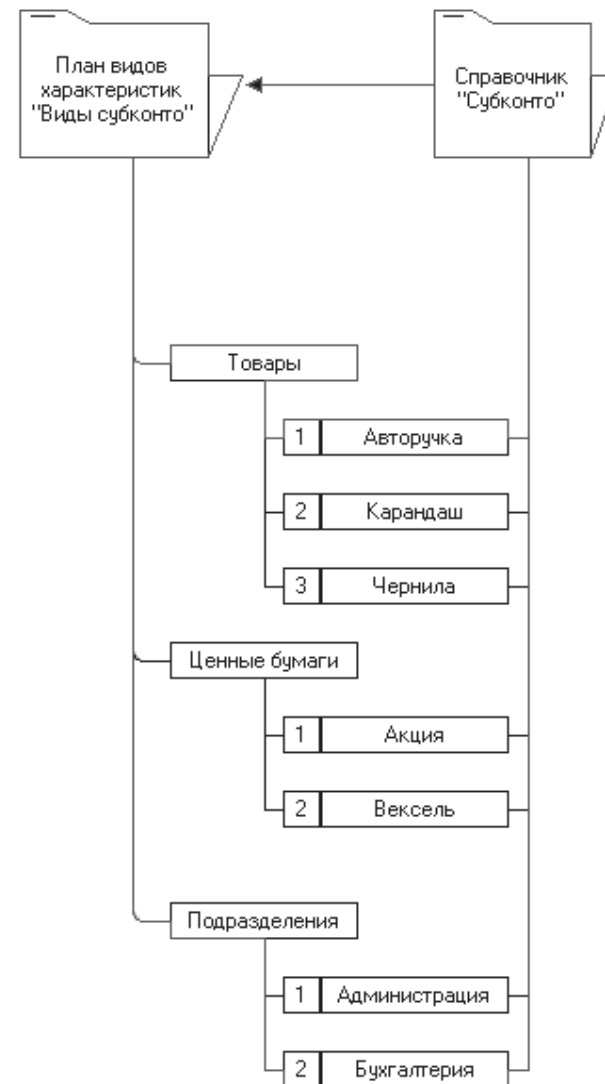 План видов
характеристик
"Виды субконто"
Справочник
"Субконто"
Товары
1 Авторучка
2 Карандаш
3 Чернила
Ценные бумаги
1 Акция
2 Вексель
Подразделения
1 Администрация
2 Бухгалтерия